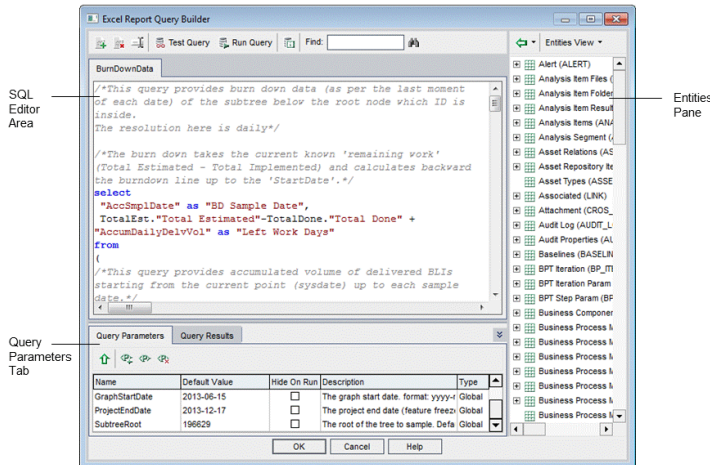 Excel Report Query Builder
Test Query
Run Query
Find:
Entities View
BurnDownData
SQL
Editor
Area
/*This query provides burn down data (as per the last moment
of each date) of the subtree below the root node which ID is
inside.
The resolution here is daily*/
/*The burn down takes the current known 'remaining work'
(Total Estimated - Total Implemented) and calculates backward
the burndown line up to the 'StartDate'.*/
select
"AccSmplDate" as "BD Sample Date",
TotalEst."Total Estimated"-TotalDone."Total Done" +
"AccumDailyDelvVol" as "Left Work Days"
from
(
/*This query provides accumulated volume of delivered BLIs
starting from the current point (sysdate) up to each sample
date.*/
Entities
Pane
Alert (ALERT)
Analysis Item Files (
Analysis Item Folder
Analysis Item Result
Analysis Items (ANA
Analysis Segment (
Asset Relations (AS
Asset Repository Ite
Asset Types (ASSE
Associated (LINK)
Attachment (CROS_
Audit Log (AUDIT_L
Audit Properties (AU
Baselines (BASELIN
BPT Iteration (BP_ITE
BPT Iteration Param
BPT Step Param (BP
Business Componer
Business Process M
Business Process M
Business Process M
Business Process M
Business Process M
Business Process M
Query
Parameters
Tab
Query Parameters
Query Results
Name Default Value Hide On Run Description Type
GraphStartDate 2013-06-15 The graph start date. format: yyyy-r Global
ProjectEndDate 2013-12-17 The project end date (feature freez Global
SubtreeRoot 196629 The root of the tree to sample. Defa Global
OK
Cancel
Help